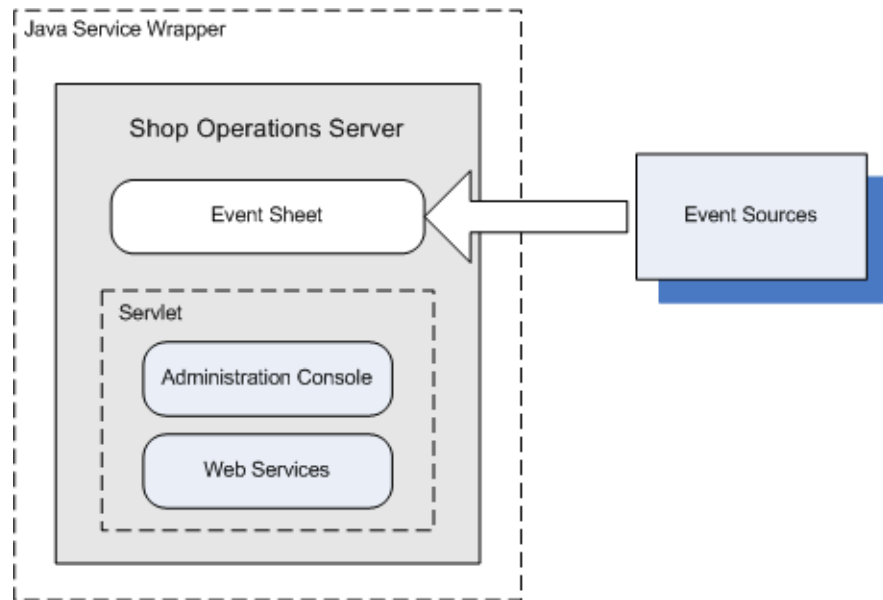 Java Service Wrapper
Shop Operations Server
Event Sheet
Event Sources
Servlet
Administration Console
Web Services